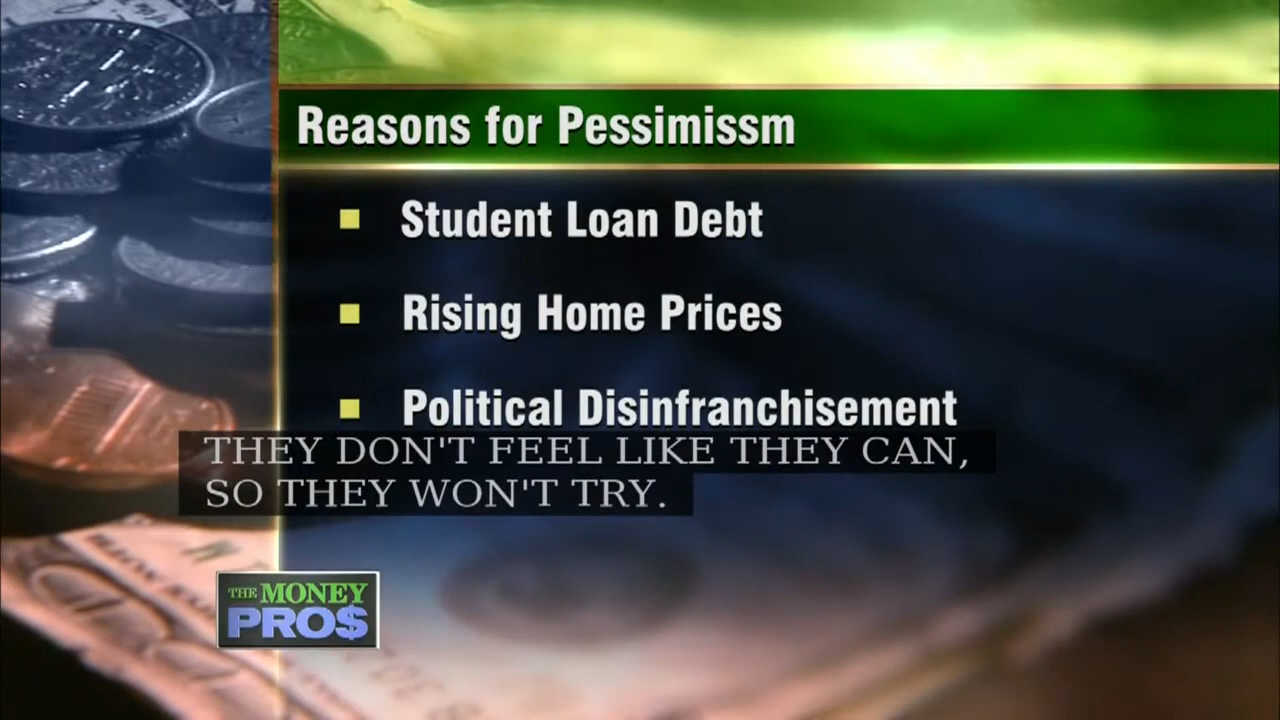 Reasons for Pessimissm
Student Loan Debt
Rising Home Prices
Political Disinfranchisement
THEY DON'T FEEL LIKE THEY CAN,
SO THEY WON'T TRY.
THE MONEY
PRO$